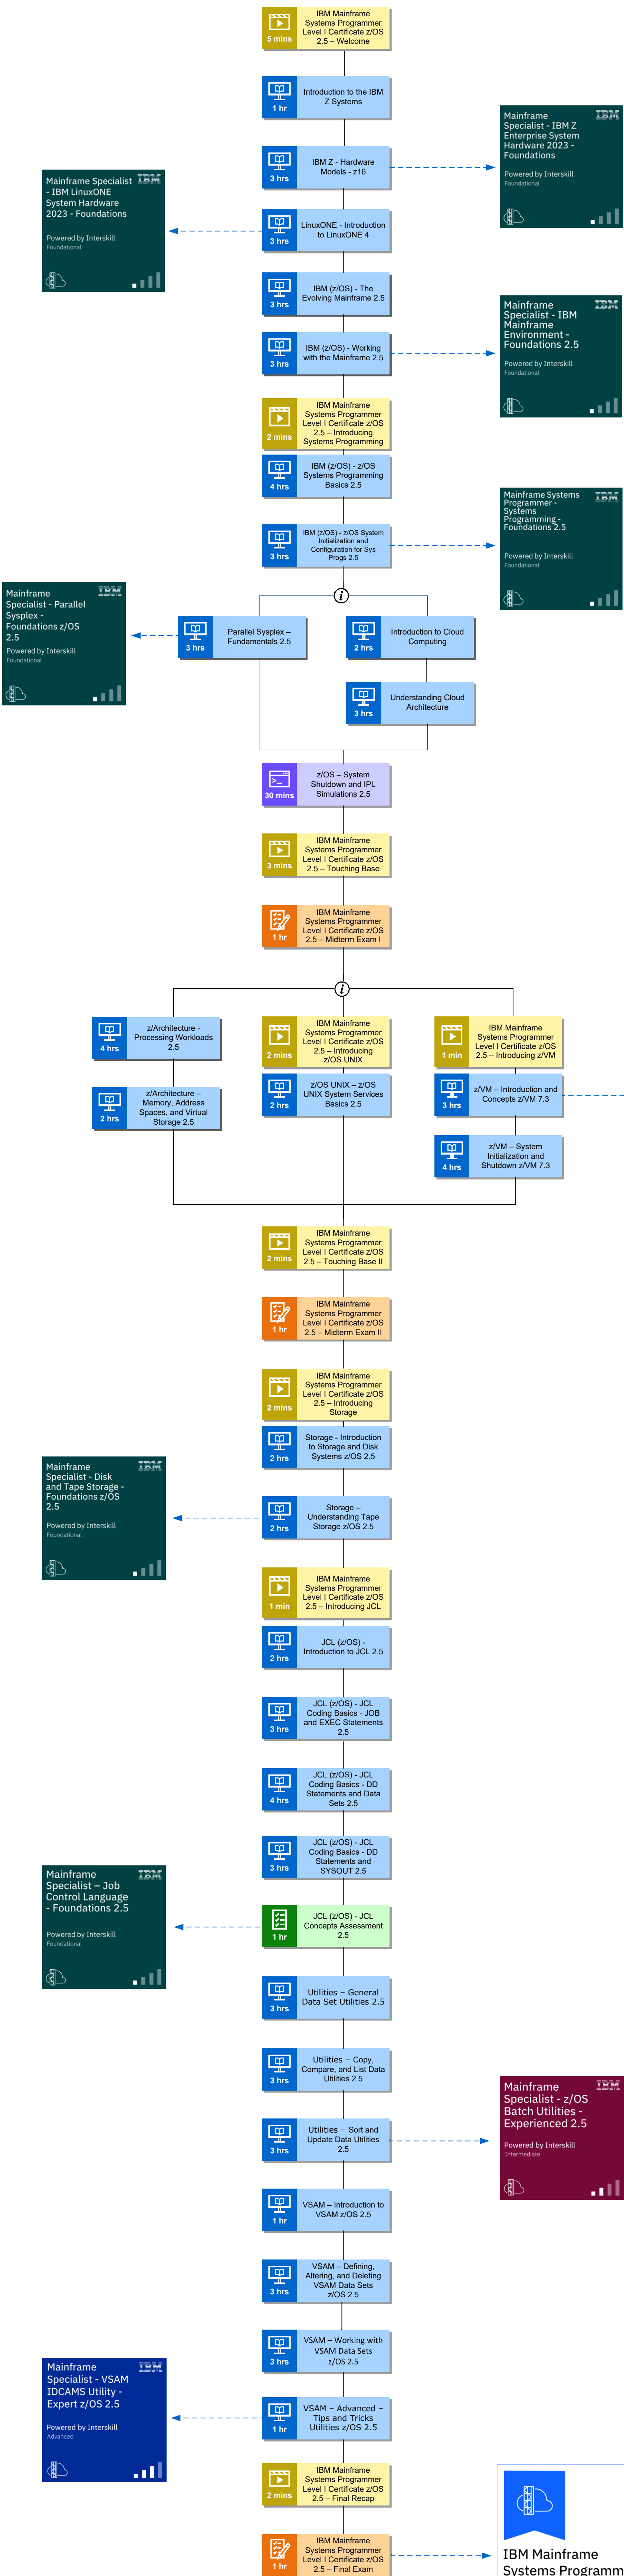 IBM Mainframe
Systems Programmer
Level I Certificate z/OS
2.5 – Welcome
5 mins
Introduction to the IBM
Z Systems
1 hr
IBM Z - Hardware
Models - z16
3 hrs
Mainframe
Specialist - IBM Z
Enterprise System
Hardware 2023 -
Foundations
IBM
Powered by Interskill
Foundational
LinuxONE - Introduction
to LinuxONE 4
3 hrs
Mainframe Specialist
- IBM LinuxONE
System Hardware
2023 - Foundations
IBM
Powered by Interskill
Foundational
IBM (z/OS) - The
Evolving Mainframe 2.5
3 hrs
IBM (z/OS) - Working
with the Mainframe 2.5
3 hrs
Mainframe
Specialist - IBM
Mainframe
Environment -
Foundations 2.5
IBM
Powered by Interskill
Foundational
IBM Mainframe
Systems Programmer
Level I Certificate z/OS
2.5 – Introducing
Systems Programming
2 mins
IBM (z/OS) - z/OS
Systems Programming
Basics 2.5
4 hrs
IBM (z/OS) - z/OS System
Initialization and
Configuration for Sys
Progs 2.5
3 hrs
Mainframe Systems
Programmer -
Systems
Programming -
Foundations 2.5
IBM
Powered by Interskill
Foundational
i
Parallel Sysplex –
Fundamentals 2.5
3 hrs
Mainframe
Specialist - Parallel
Sysplex -
Foundations z/OS
2.5
IBM
Powered by Interskill
Foundational
Introduction to Cloud
Computing
2 hrs
Understanding Cloud
Architecture
3 hrs
z/OS – System
Shutdown and IPL
Simulations 2.5
30 mins
IBM Mainframe
Systems Programmer
Level I Certificate z/OS
2.5 – Touching Base
3 mins
IBM Mainframe
Systems Programmer
Level I Certificate z/OS
2.5 – Midterm Exam I
1 hr
i
z/Architecture -
Processing Workloads
2.5
4 hrs
z/Architecture –
Memory, Address
Spaces, and Virtual
Storage 2.5
2 hrs
IBM Mainframe
Systems Programmer
Level I Certificate z/OS
2.5 – Introducing
z/OS UNIX
2 mins
z/OS UNIX – z/OS
UNIX System Services
Basics 2.5
2 hrs
IBM Mainframe
Systems Programmer
Level I Certificate z/OS
2.5 – Introducing z/VM
1 min
z/VM – Introduction and
Concepts z/VM 7.3
3 hrs
z/VM – System
Initialization and
Shutdown z/VM 7.3
4 hrs
IBM Mainframe
Systems Programmer
Level I Certificate z/OS
2.5 – Touching Base II
2 mins
IBM Mainframe
Systems Programmer
Level I Certificate z/OS
2.5 – Midterm Exam II
1 hr
IBM Mainframe
Systems Programmer
Level I Certificate z/OS
2.5 – Introducing
Storage
2 mins
Storage - Introduction
to Storage and Disk
Systems z/OS 2.5
2 hrs
Storage –
Understanding Tape
Storage z/OS 2.5
2 hrs
Mainframe
Specialist - Disk
and Tape Storage -
Foundations z/OS
2.5
IBM
Powered by Interskill
Foundational
IBM Mainframe
Systems Programmer
Level I Certificate z/OS
2.5 – Introducing JCL
1 min
JCL (z/OS) -
Introduction to JCL 2.5
2 hrs
JCL (z/OS) - JCL
Coding Basics - JOB
and EXEC Statements
2.5
3 hrs
JCL (z/OS) - JCL
Coding Basics - DD
Statements and Data
Sets 2.5
4 hrs
JCL (z/OS) - JCL
Coding Basics - DD
Statements and
SYSOUT 2.5
3 hrs
JCL (z/OS) - JCL
Concepts Assessment
2.5
1 hr
Mainframe
Specialist – Job
Control Language
- Foundations 2.5
IBM
Powered by Interskill
Foundational
Utilities – General
Data Set Utilities 2.5
3 hrs
Utilities – Copy,
Compare, and List Data
Utilities 2.5
3 hrs
Utilities – Sort and
Update Data Utilities
2.5
3 hrs
Mainframe
Specialist - z/OS
Batch Utilities -
Experienced 2.5
IBM
Powered by Interskill
Intermediate
VSAM – Introduction to
VSAM z/OS 2.5
1 hr
VSAM – Defining,
Altering, and Deleting
VSAM Data Sets
z/OS 2.5
3 hrs
VSAM – Working with
VSAM Data Sets
z/OS 2.5
3 hrs
VSAM – Advanced –
Tips and Tricks
Utilities z/OS 2.5
1 hr
Mainframe
Specialist - VSAM
IDCAMS Utility -
Expert z/OS 2.5
IBM
Powered by Interskill
Advanced
IBM Mainframe
Systems Programmer
Level I Certificate z/OS
2.5 – Final Recap
2 mins
IBM Mainframe
Systems Programmer
Level I Certificate z/OS
2.5 – Final Exam
1 hr
IBM Mainframe
Systems Programm